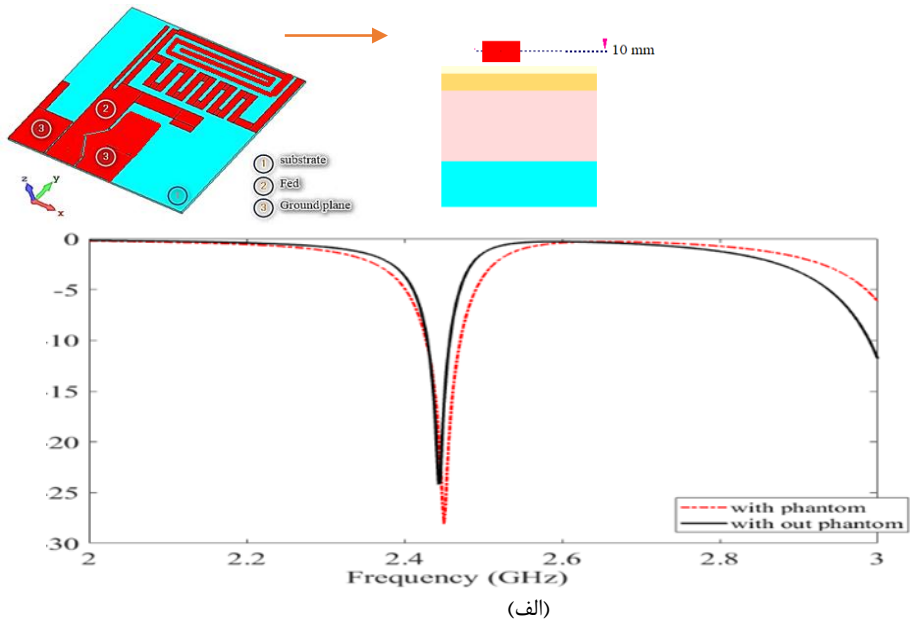 10 mm
2
3
3
1 substrate
2 Fed
3 Ground plane
z y
x
0
-5
-10
-15
-20
-25
-30
2 2.2 2.4 2.6 2.8 3
with phantom
with out phantom
Frequency (GHz)
(الف)